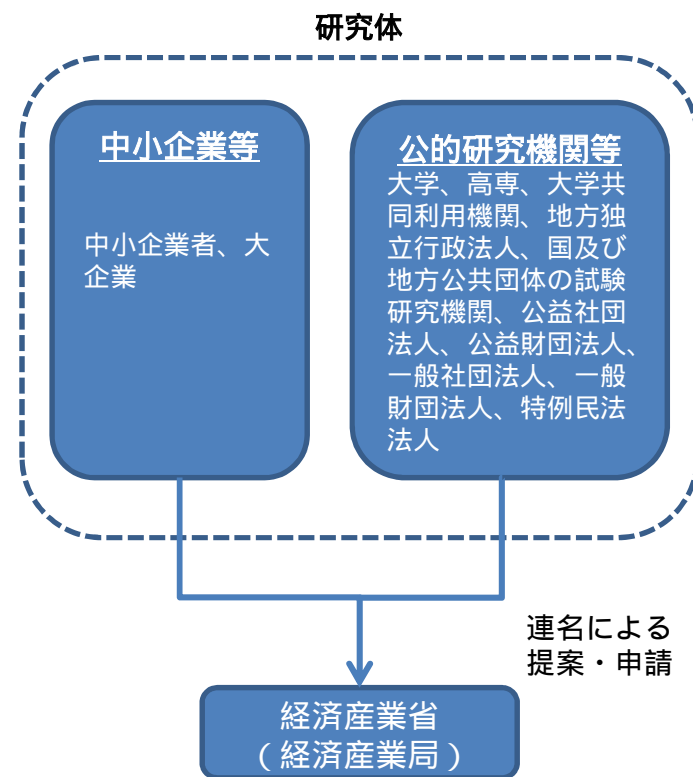 研究体
中小企業等
中小企業者、大
企業
公的研究機関等
大学、高専、大学共
同利用機関、地方独
立行政法人、国及び
地方公共団体の試験
研究機関、公益社団
法人、公益財団法人、
一般社団法人、一般
財団法人、特例民法
法人
連名による
提案・申請
経済産業省
（経済産業局）